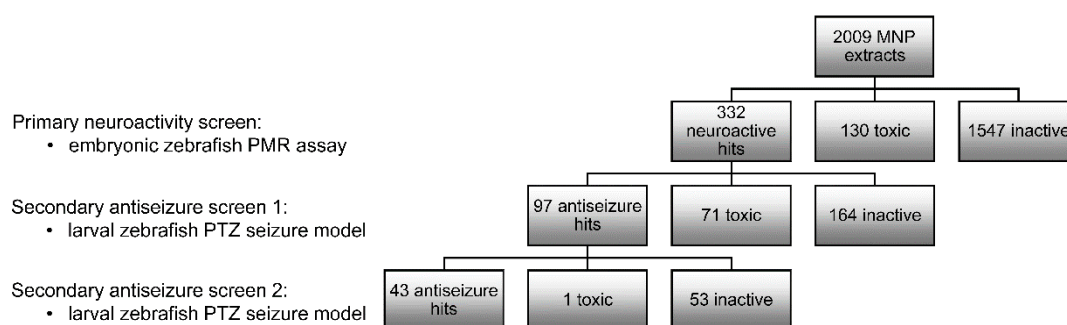 2009 MNP
extracts
Primary neuroactivity screen:
• embryonic zebrafish PMR assay
332
neuroactive
hits
130 toxic
1547 inactive
Secondary antiseizure screen 1:
• larval zebrafish PTZ seizure model
97 antiseizure
hits
71 toxic
164 inactive
Secondary antiseizure screen 2:
• larval zebrafish PTZ seizure model
43 antiseizure
hits
1 toxic
53 inactive